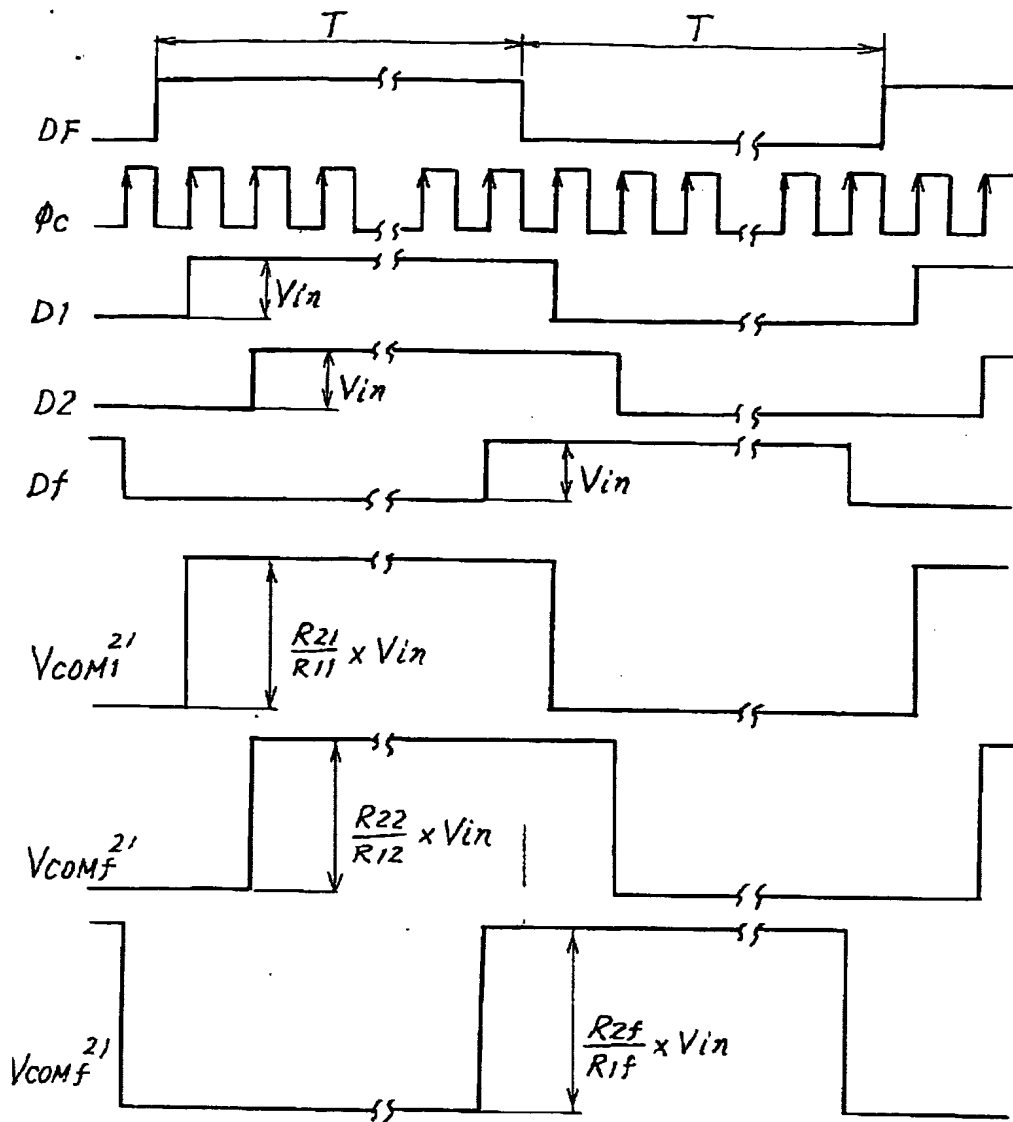 T T
DF
φc
D1 Vin
D2 Vin
Df Vin
VCOM1 21 R21/R11 × Vin
VCOMf 21 R22/R12 × Vin
VCOMf 21 R2f/R1f × Vin